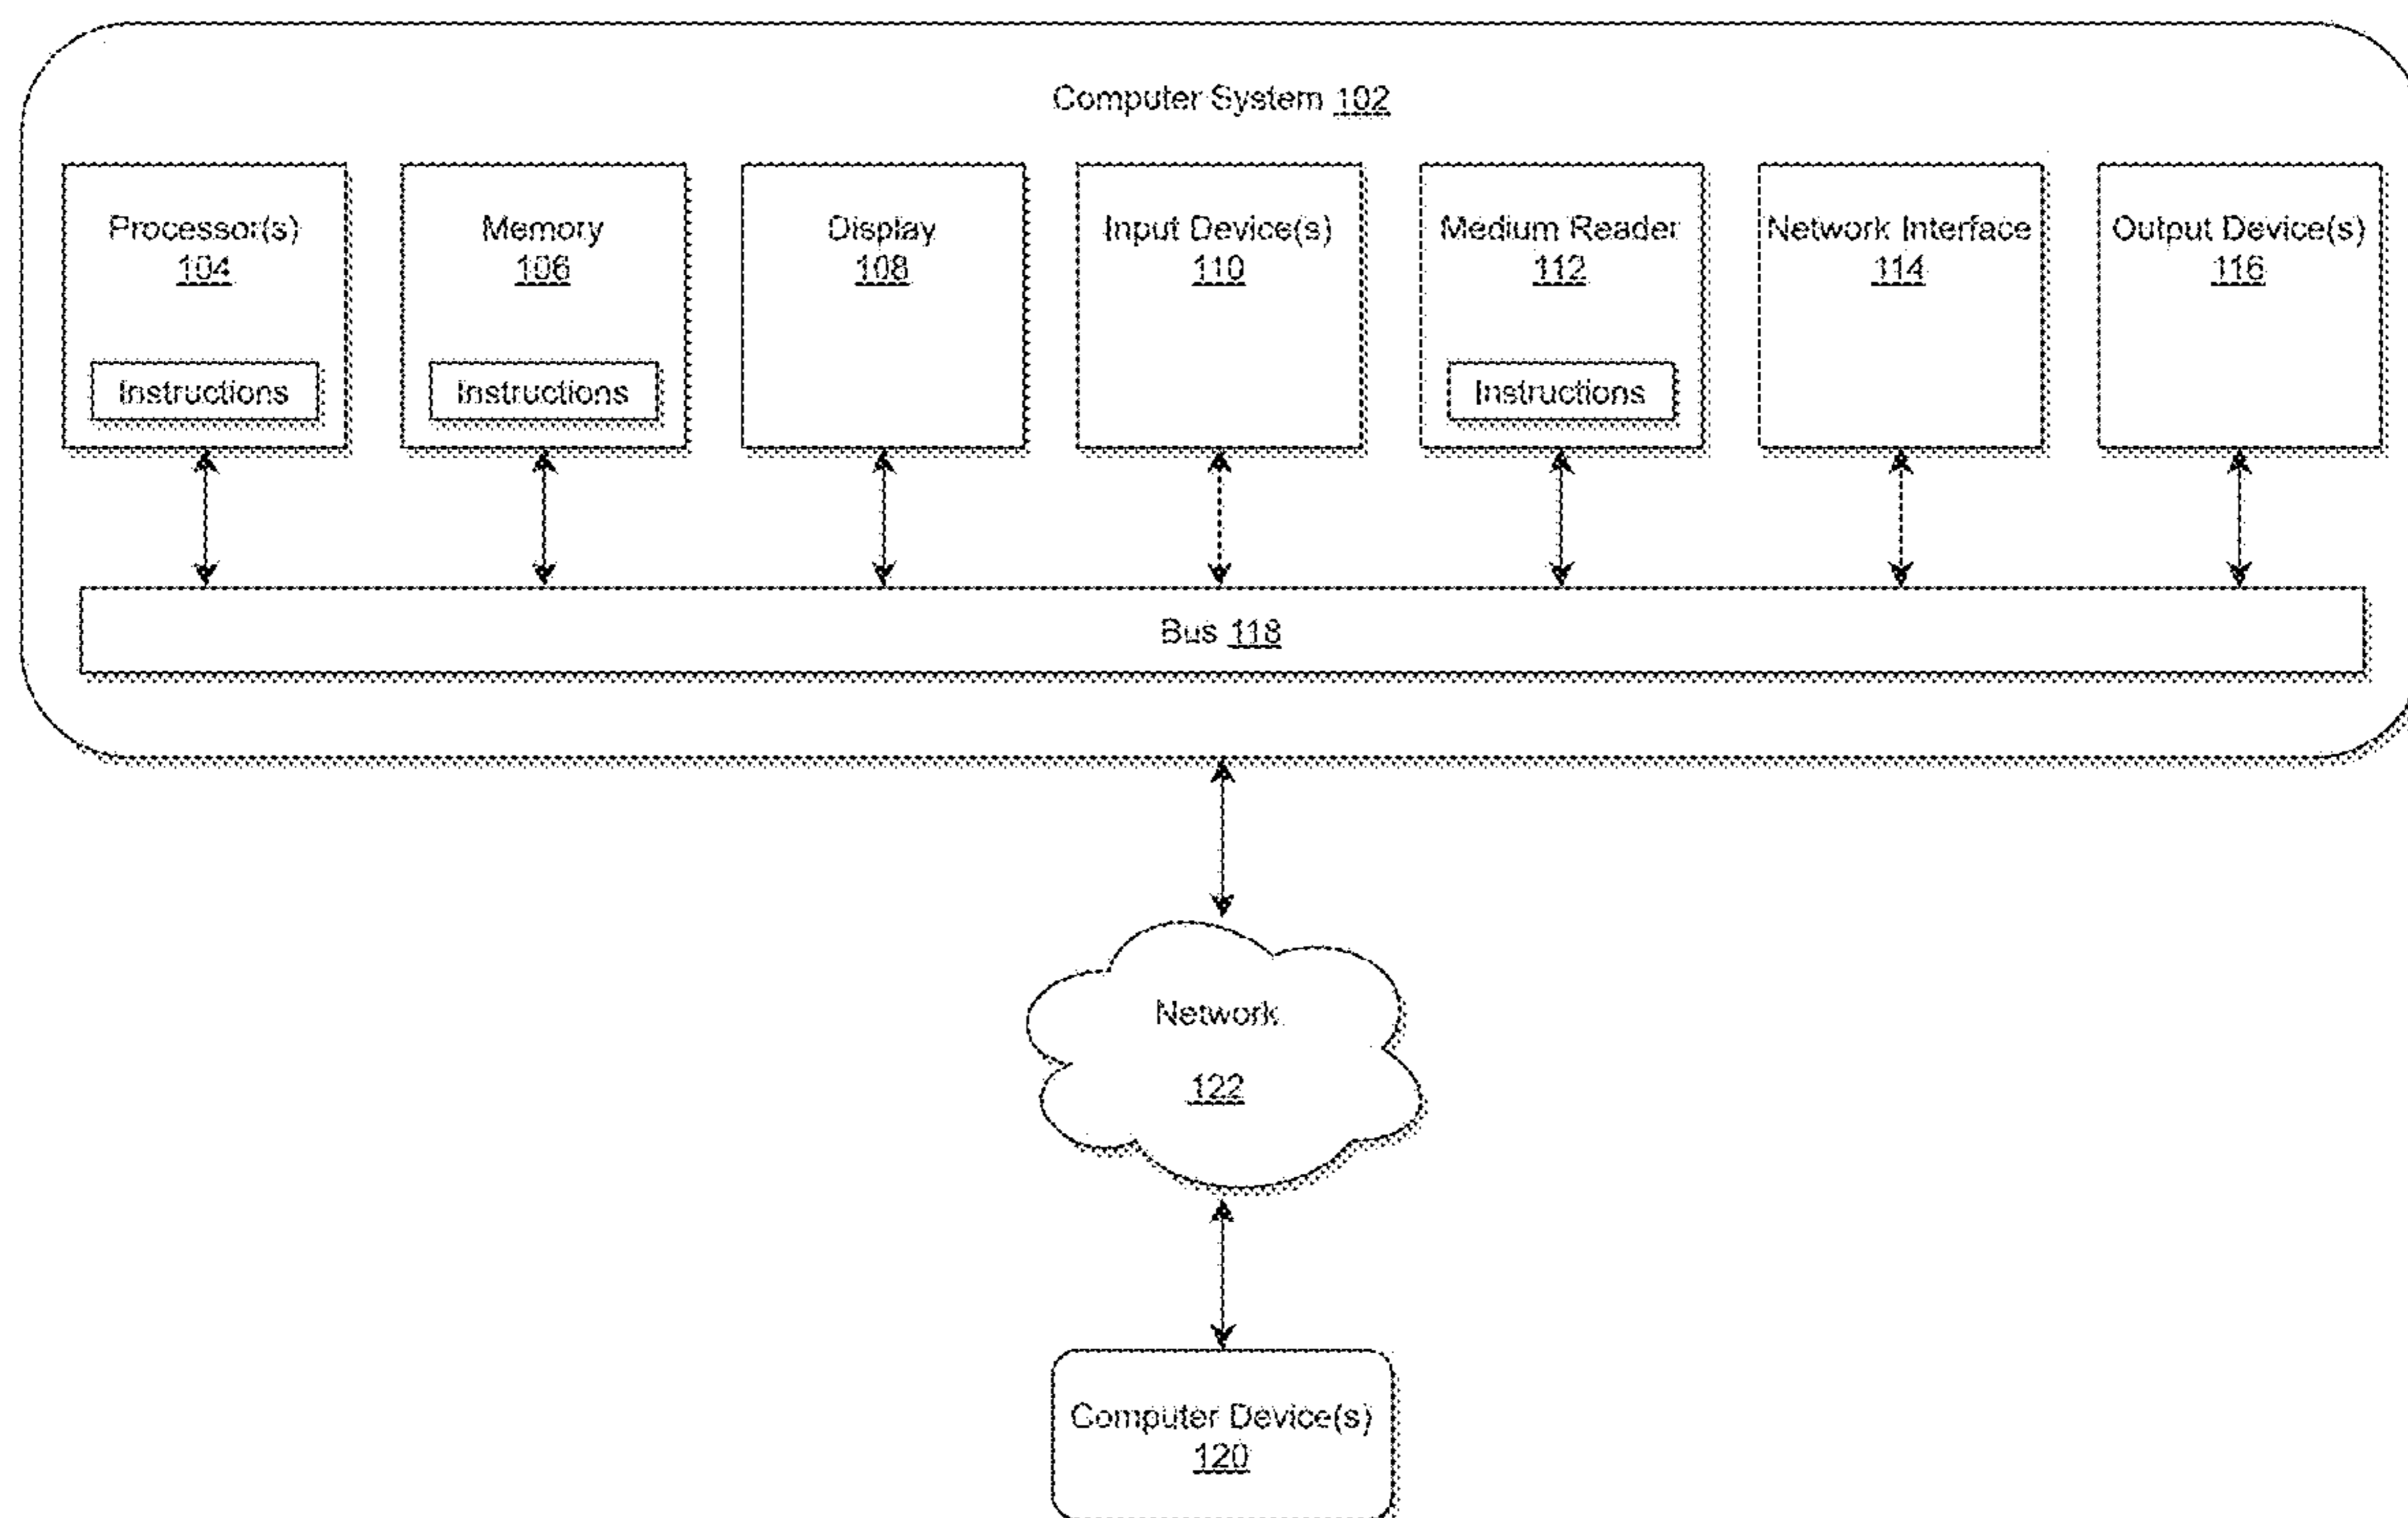 Computer System 102
Processor(s)
104
Instructions
Memory
106
Instructions
Display
108
Input Device(s)
110
Medium Reader
112
Instructions
Network Interface
114
Output Device(s)
116
Bus 118
Network
122
Computer Device(s)
120